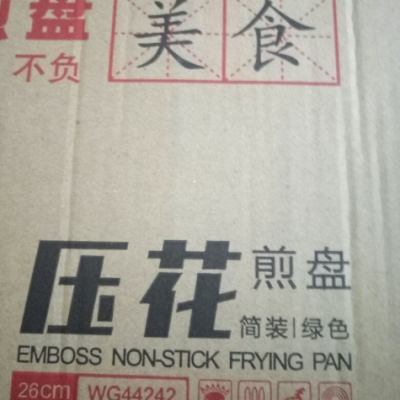 盘
美食
不负
压花煎盘
简装|绿色
EMBOSS NON-STICK FRYING PAN
26cm WG44242